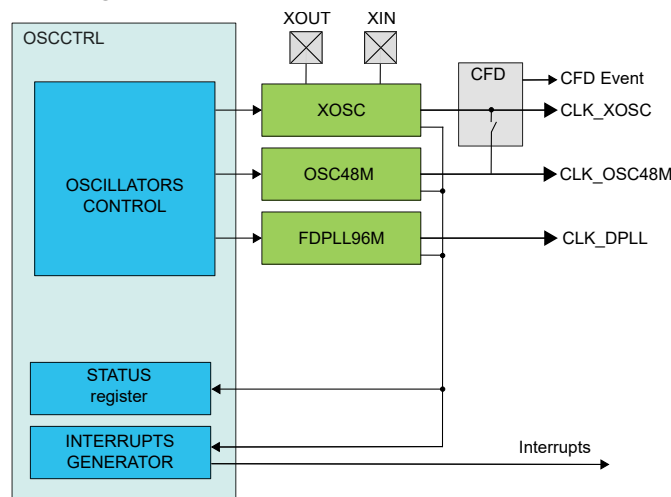 XOUT
XIN
OSCCTRL
CFD
CFD Event
XOSC
CLK_XOSC
OSCILLATORS
CONTROL
OSC48M
CLK_OSC48M
FDPLL96M
CLK_DPLL
STATUS
register
INTERRUPTS
GENERATOR
Interrupts